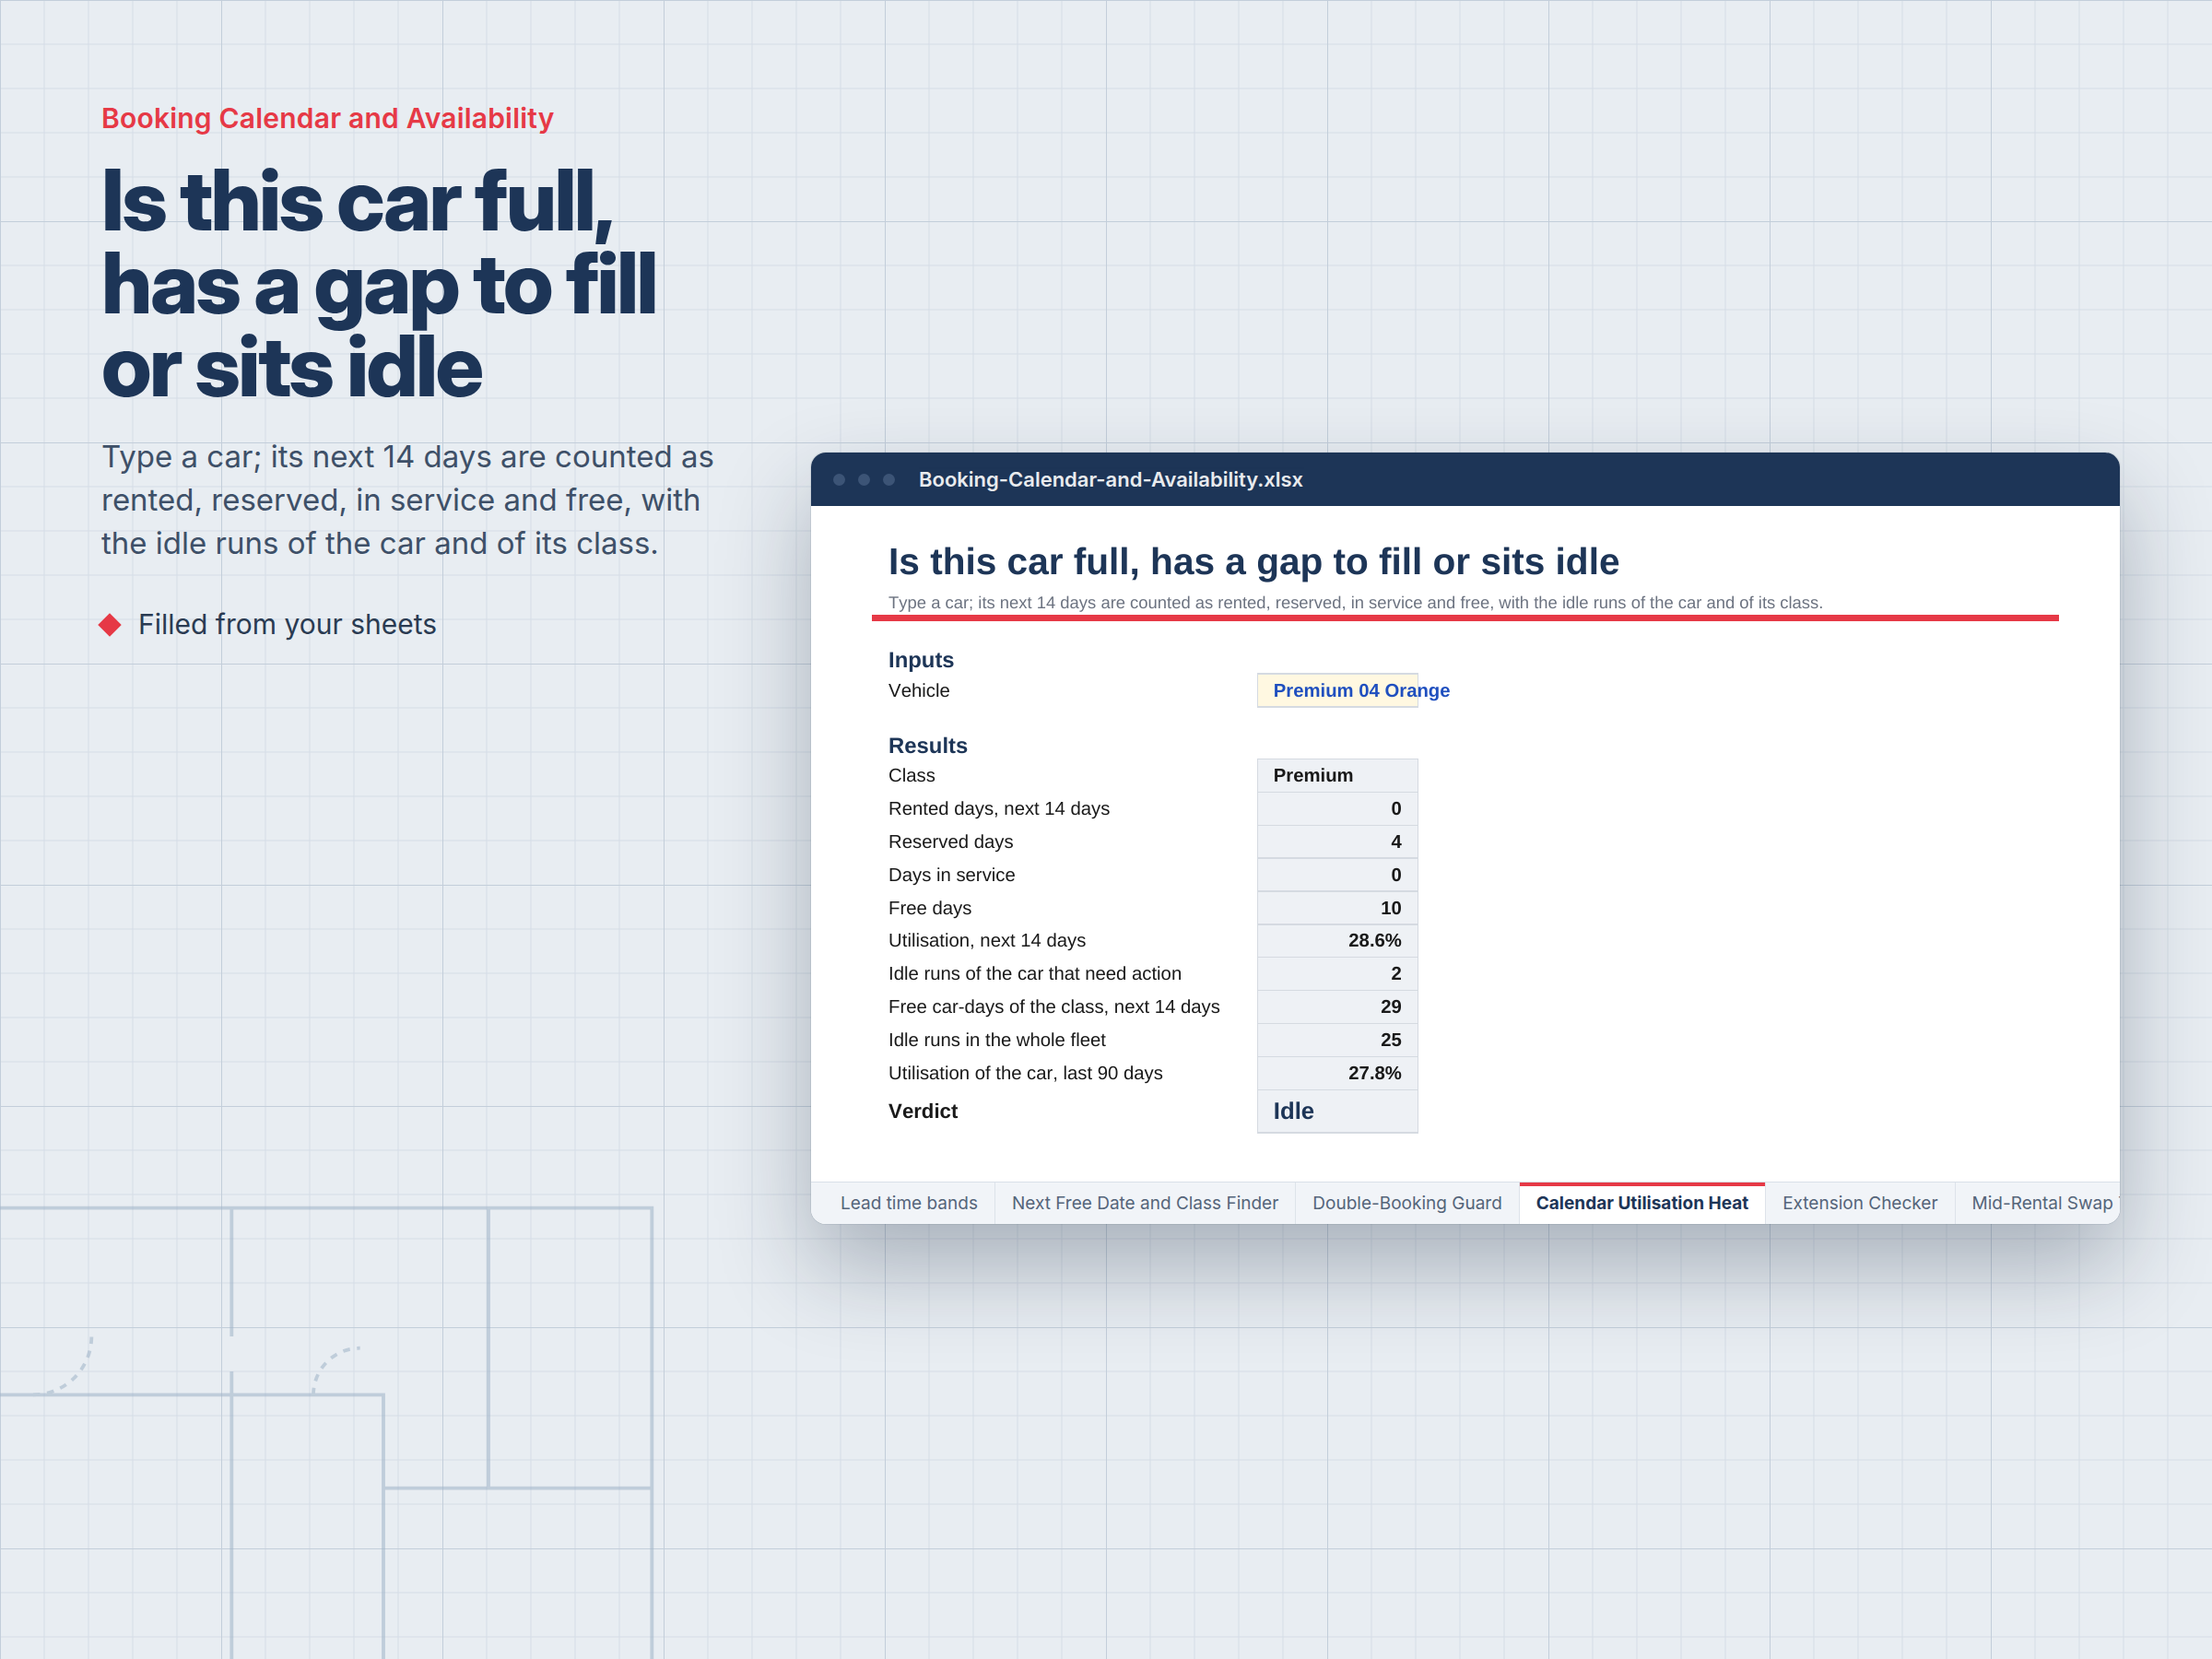 Booking Calendar and Availability
Is this car full,
has a gap to fill
or sits idle
Type a car; its next 14 days are counted as
rented, reserved, in service and free, with
the idle runs of the car and of its class.
Filled from your sheets
Booking-Calendar-and-Availability.xlsx
Is this car full, has a gap to fill or sits idle
Type a car; its next 14 days are counted as rented, reserved, in service and free, with the idle runs of the car and of its class.
Inputs
Vehicle Premium 04 Orange
Results
Class Premium
Rented days, next 14 days 0
Reserved days 4
Days in service 0
Free days 10
Utilisation, next 14 days 28.6%
Idle runs of the car that need action 2
Free car-days of the class, next 14 days 29
Idle runs in the whole fleet 25
Utilisation of the car, last 90 days 27.8%
Verdict Idle
Lead time bands Next Free Date and Class Finder Double-Booking Guard Calendar Utilisation Heat Extension Checker Mid-Rental Swap